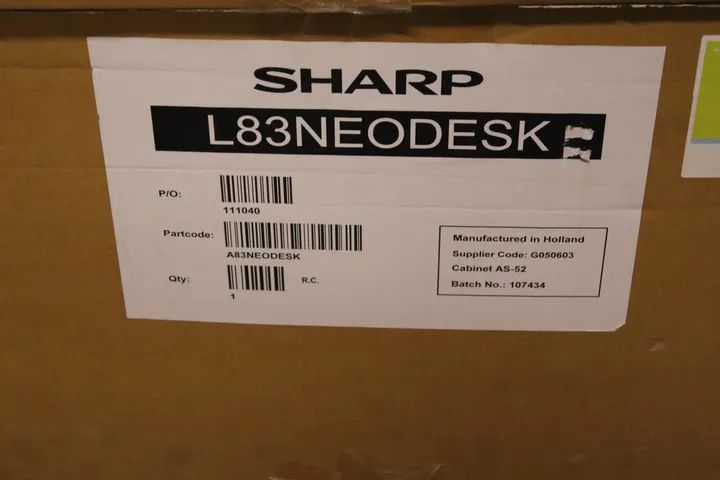 SHARP
L83NEODESK
P/O:
111040
Partcode:
A83NEODESK
Qty:
R.C.
1
Manufactured in Holland
Supplier Code: G050603
Cabinet AS-52
Batch No.: 107434